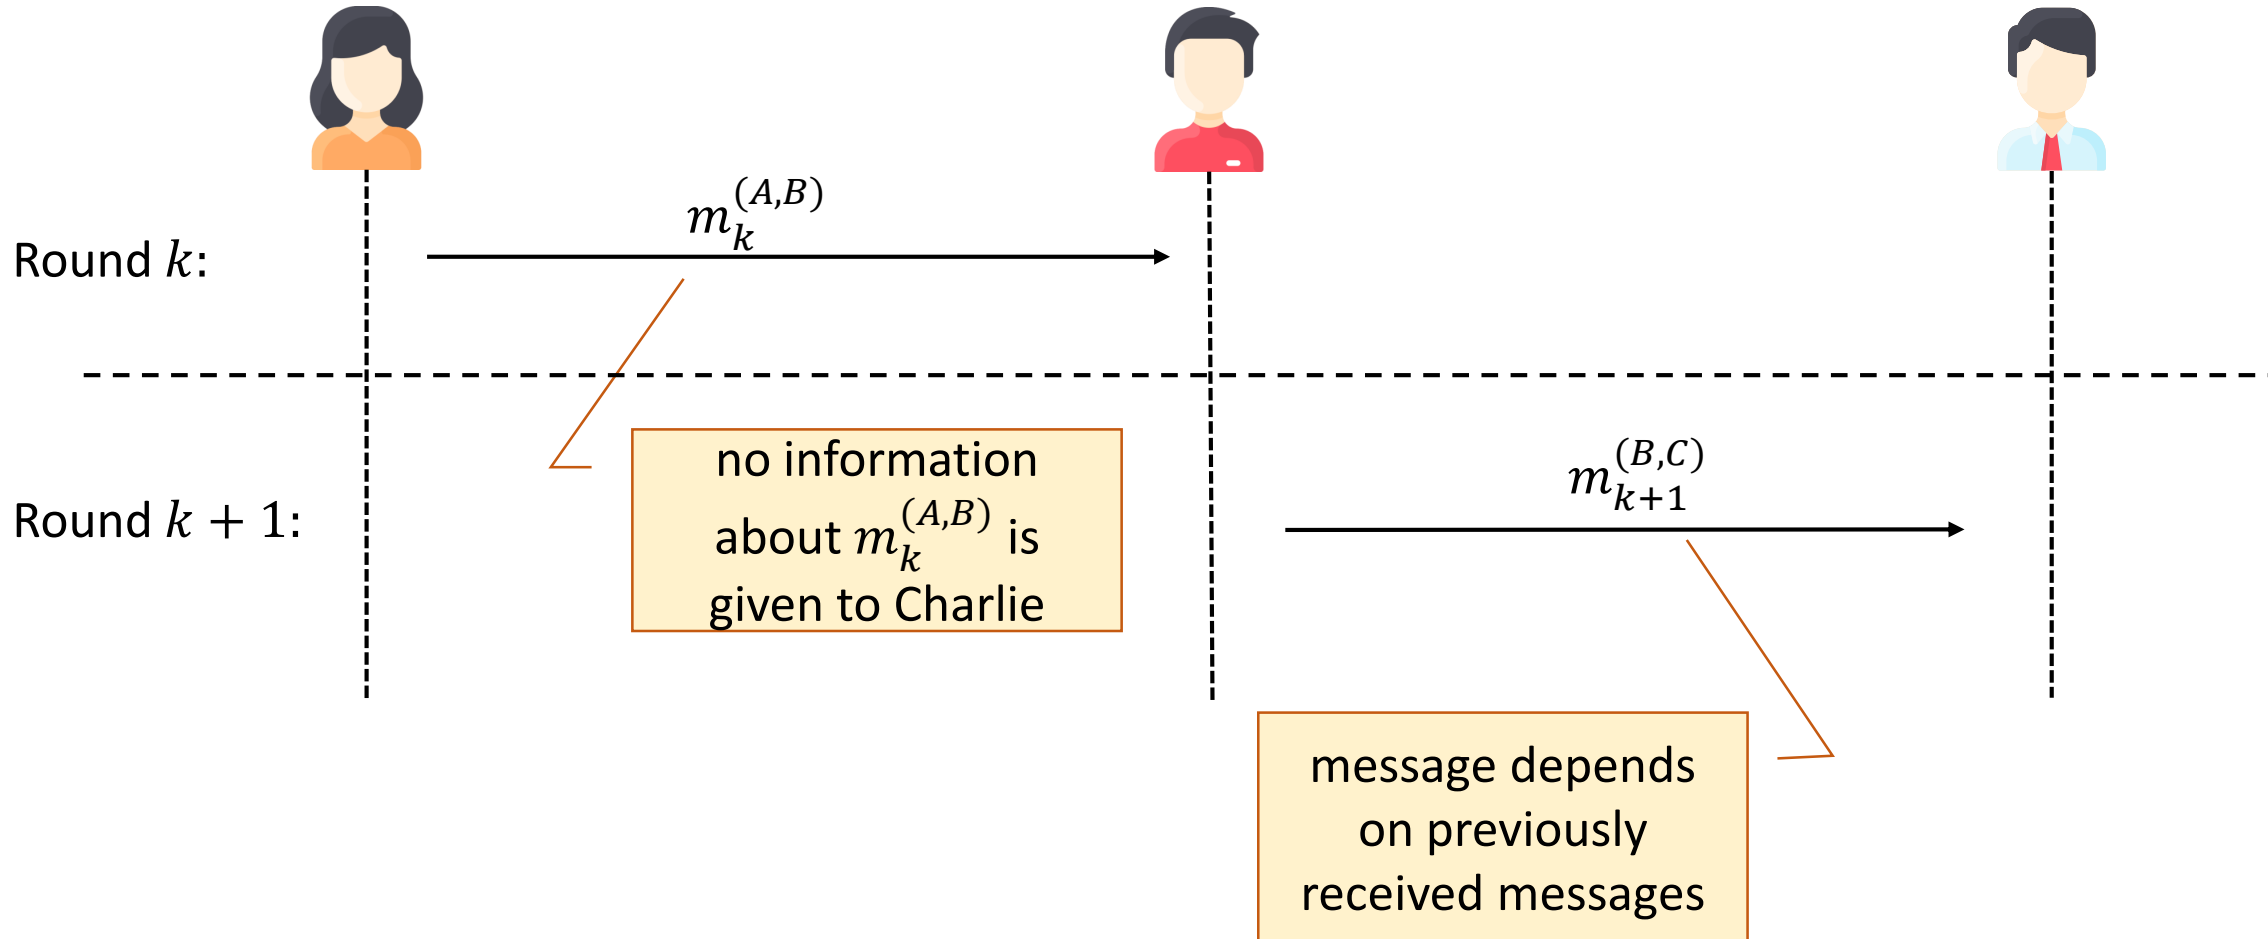 m_k^{(A,B)}
Round k:
m_{k+1}^{(B,C)}
Round k + 1:
no information
about m_k^{(A,B)} is
given to Charlie
message depends
on previously
received messages